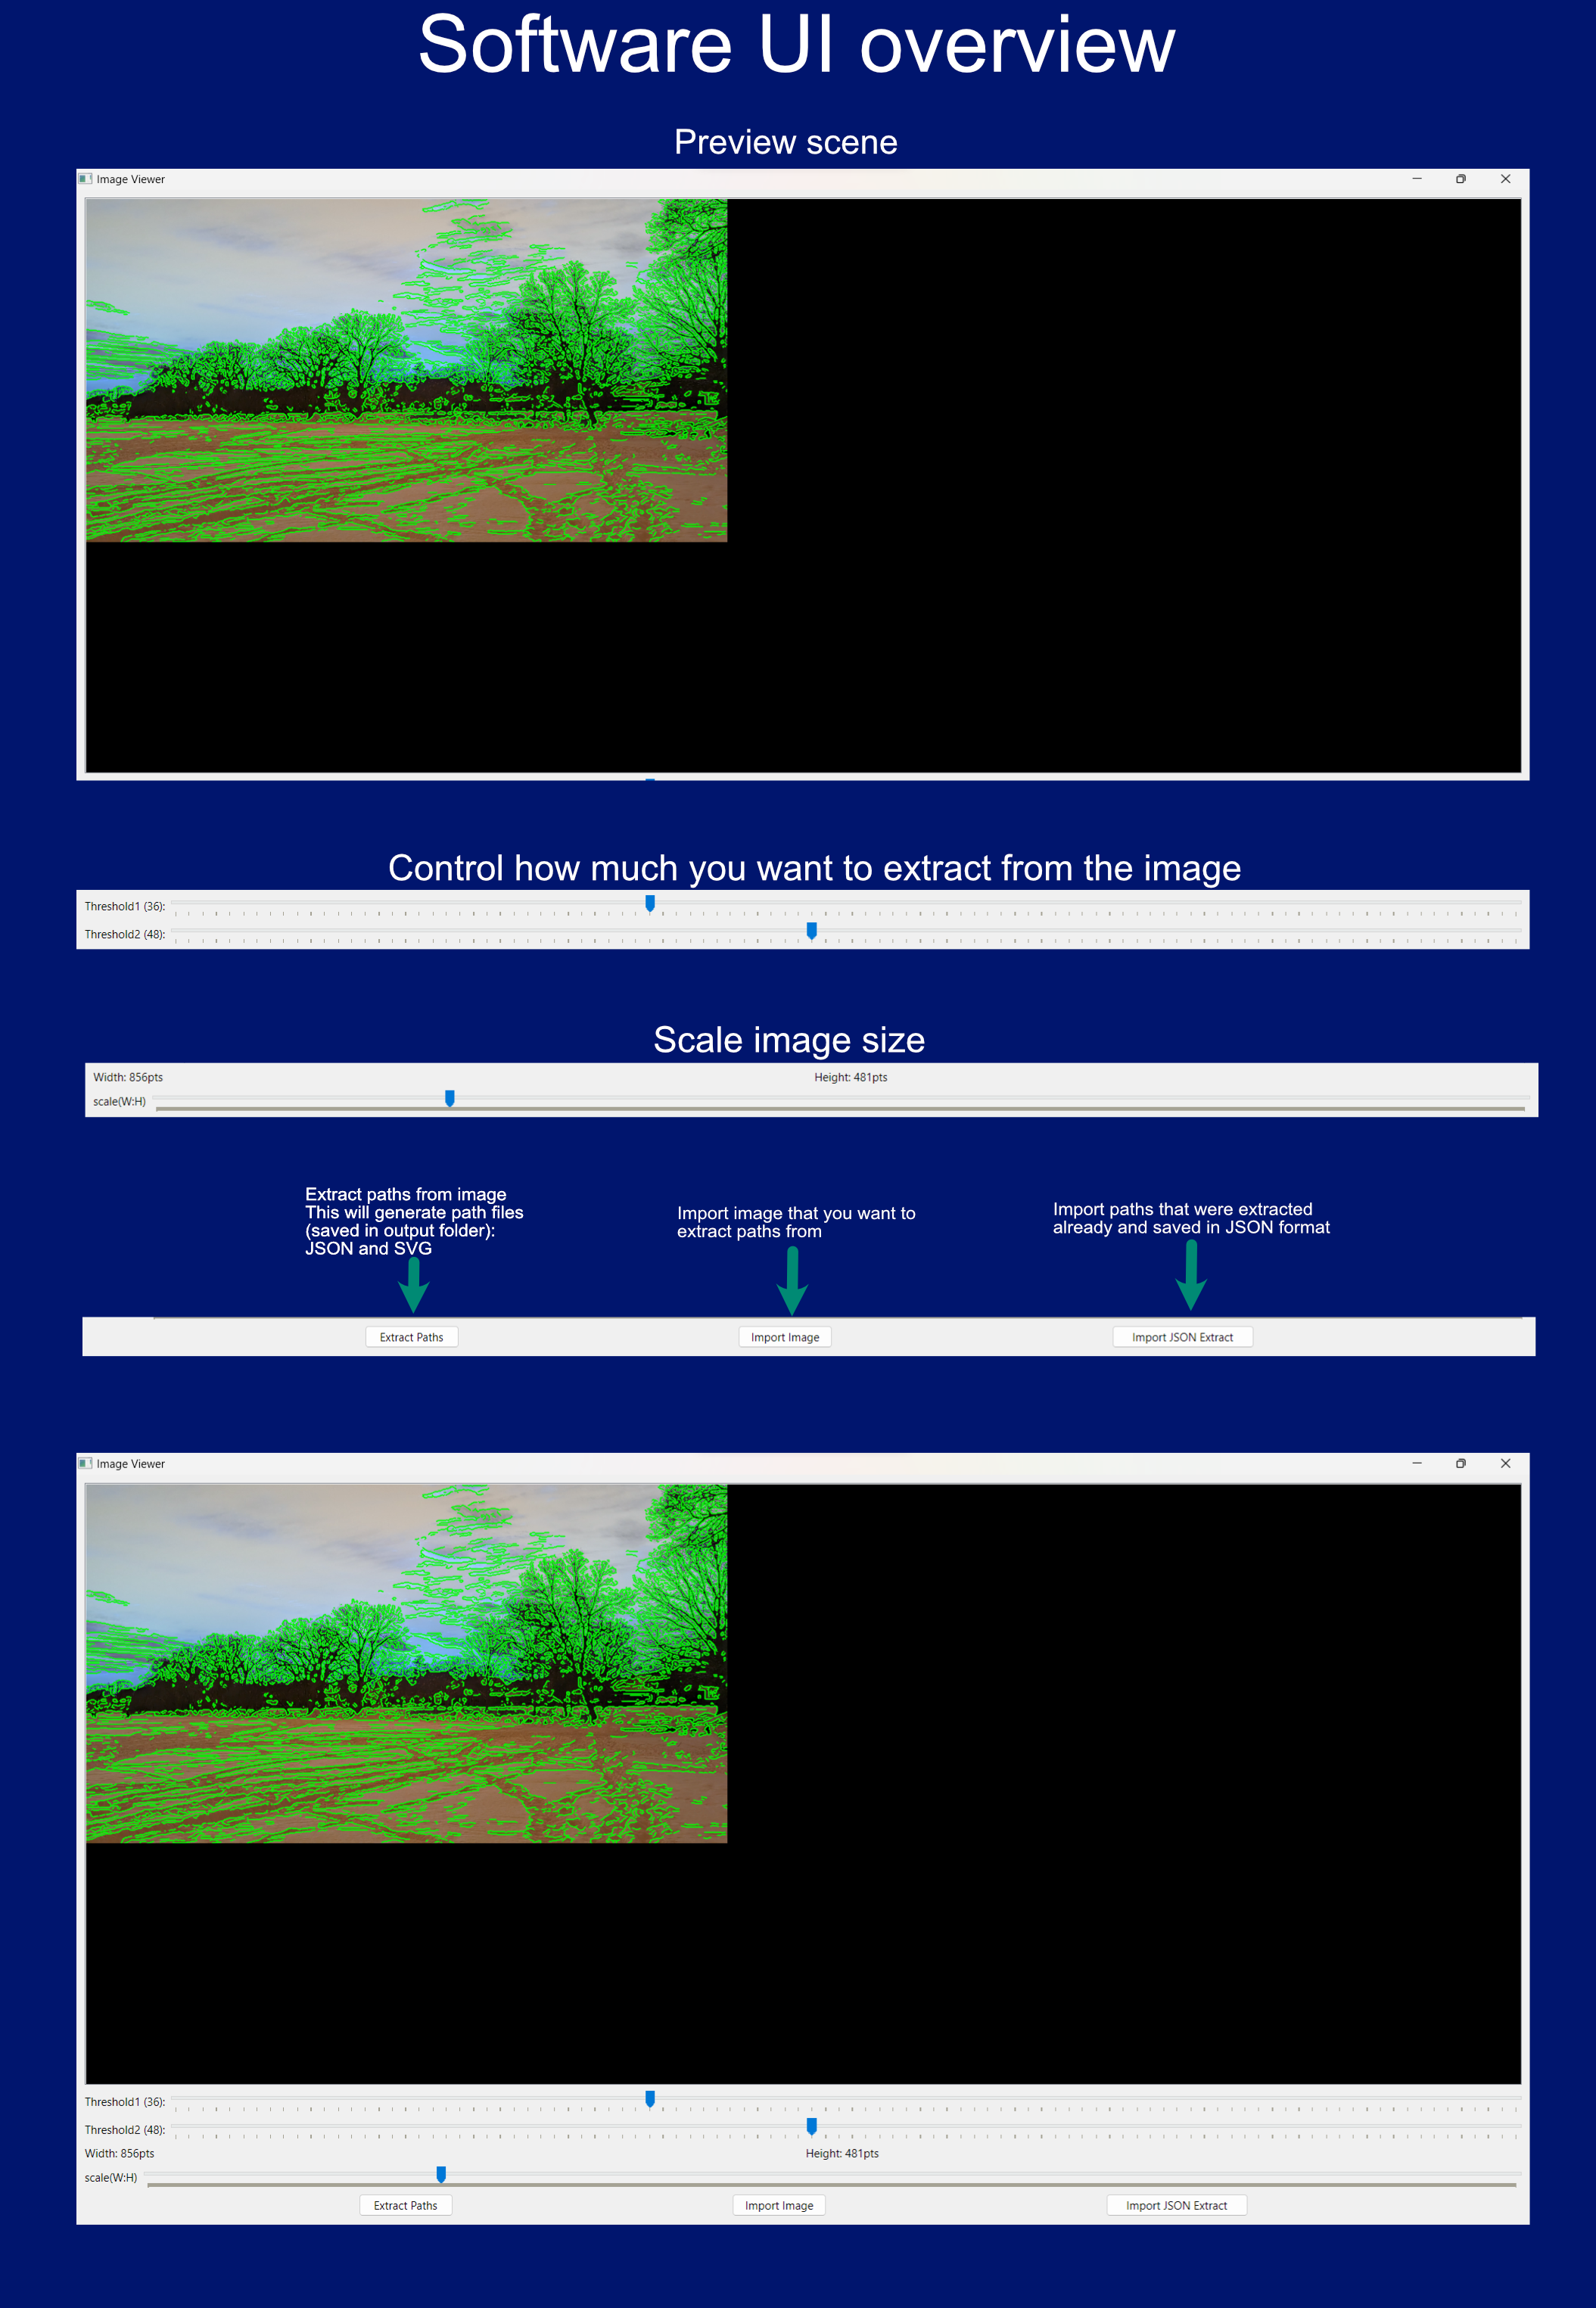 Software UI overview
Preview scene
Image Viewer
Control how much you want to extract from the image
Threshold1 (36):
Threshold2 (48):
Scale image size
Width: 856pts
Height: 481pts
scale(W:H)
Extract paths from image
This will generate path files
(saved in output folder):
JSON and SVG
Import image that you want to
extract paths from
Import paths that were extracted
already and saved in JSON format
Extract Paths
Import Image
Import JSON Extract
Image Viewer
Threshold1 (36):
Threshold2 (48):
Width: 856pts
Height: 481pts
scale(W:H)
Extract Paths
Import Image
Import JSON Extract